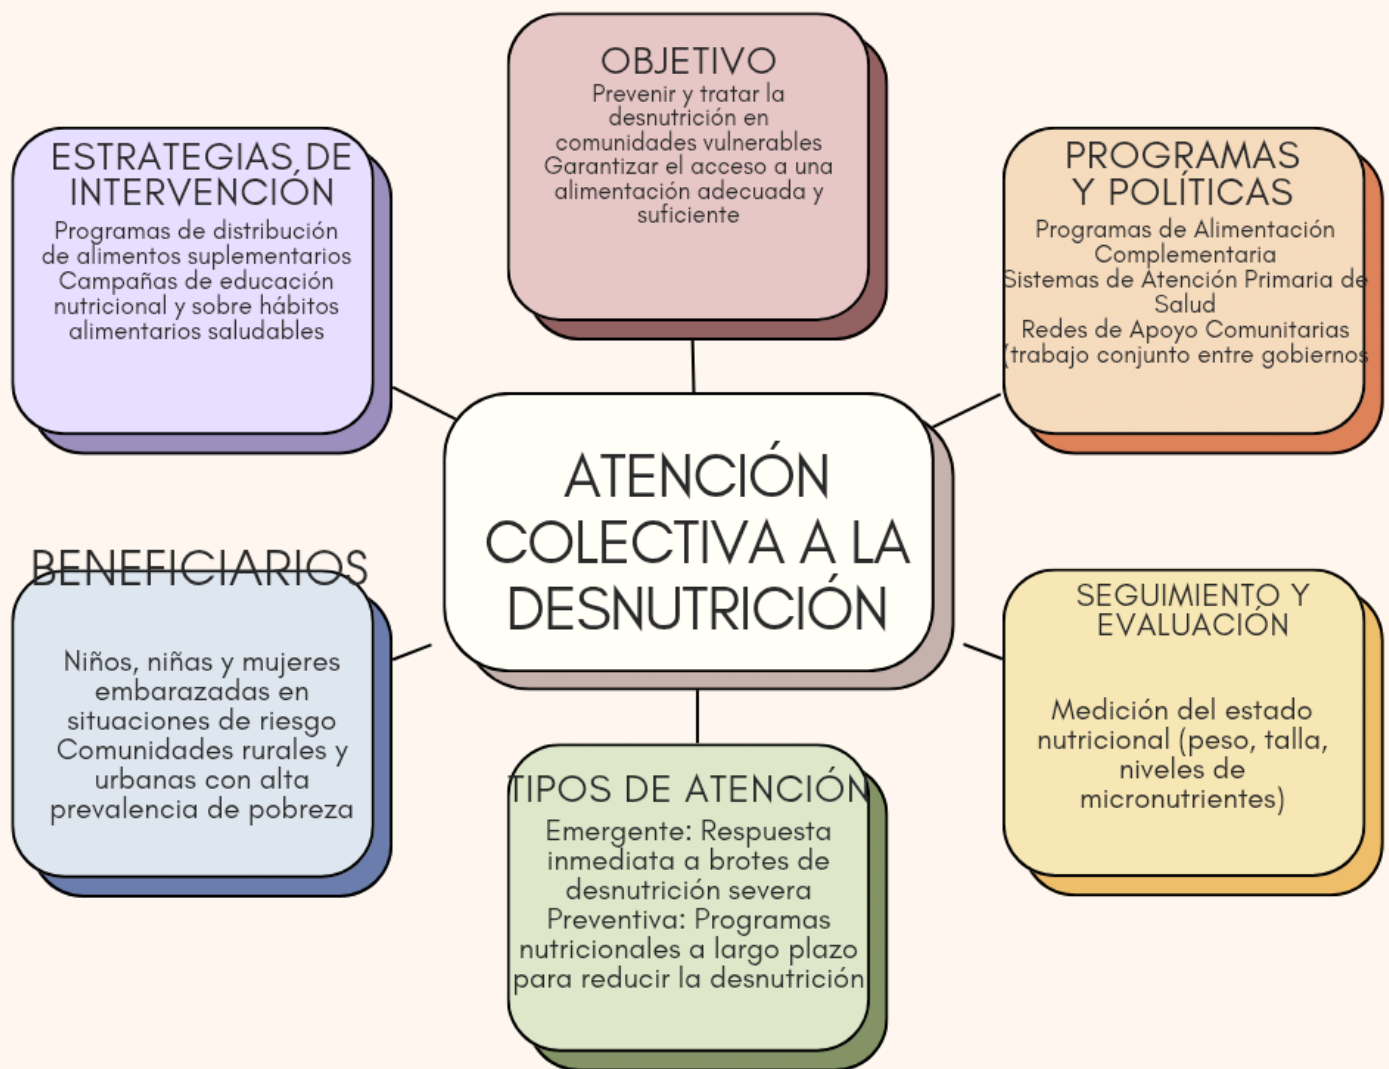 OBJETIVO
Prevenir y tratar la
desnutrición en
comunidades vulnerables
Garantizar el acceso a una
alimentación adecuada y
suficiente
ESTRATEGIAS DE
INTERVENCIÓN
Programas de distribución
de alimentos suplementarios
Campañas de educación
nutricional y sobre hábitos
alimentarios saludables
PROGRAMAS
Y POLÍTICAS
Programas de Alimentación
Complementaria
Sistemas de Atención Primaria de
Salud
Redes de Apoyo Comunitarias
(trabajo conjunto entre gobiernos
ATENCIÓN
COLECTIVA A LA
DESNUTRICIÓN
BENEFICIARIOS
Niños, niñas y mujeres
embarazadas en
situaciones de riesgo
Comunidades rurales y
urbanas con alta
prevalencia de pobreza
SEGUIMIENTO Y
EVALUACIÓN
Medición del estado
nutricional (peso, talla,
niveles de
micronutrientes)
TIPOS DE ATENCIÓN
Emergente: Respuesta
inmediata a brotes de
desnutrición severa
Preventiva: Programas
nutricionales a largo plazo
para reducir la desnutrición